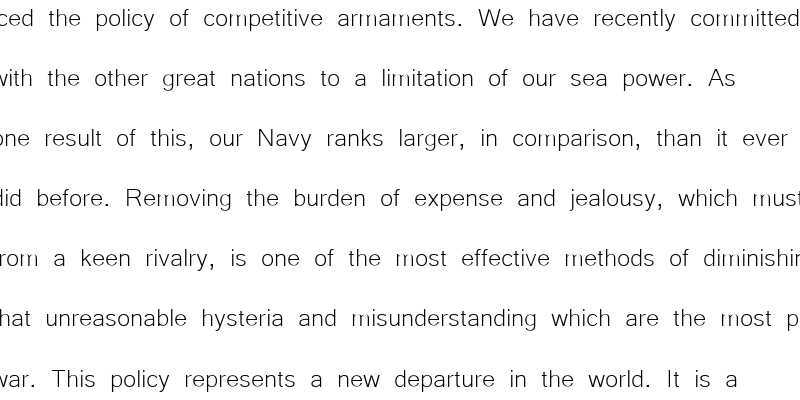 ced the policy of competitive armaments. We have recently committed
with the other great nations to a limitation of our sea power. As
one result of this, our Navy ranks larger, in comparison, than it ever
did before. Removing the burden of expense and jealousy, which must
rom a keen rivalry, is one of the most effective methods of diminishin
hat unreasonable hysteria and misunderstanding which are the most p
war. This policy represents a new departure in the world. It is a